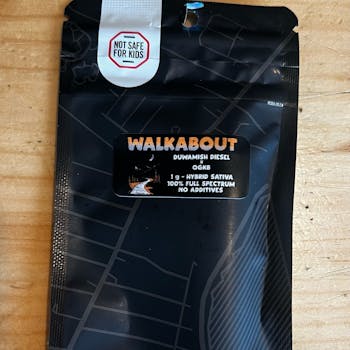 NOT SAFE
FOR KIDS
WALKABOUT
DUWAMISH DIESEL
X
OGKB
1 g - HYBRID SATIVA
100% FULL SPECTRUM
NO ADDITIVES